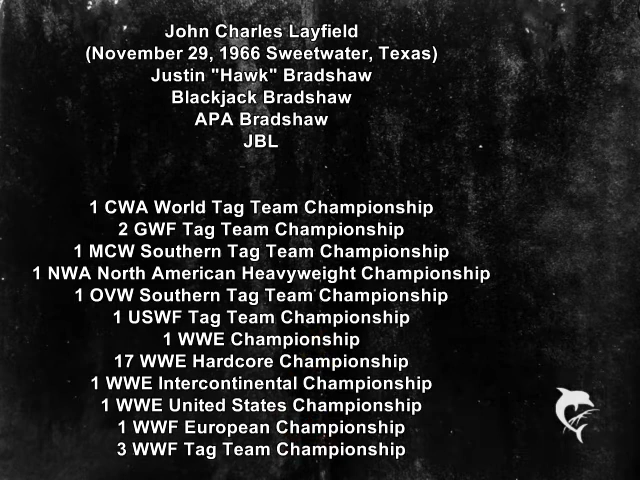 John Charles Layfield
(November 29, 1966 Sweetwater, Texas)
Justin "Hawk" Bradshaw
Blackjack Bradshaw
APA Bradshaw
JBL
1 CWA World Tag Team Championship
2 GWF Tag Team Championship
1 MCW Southern Tag Team Championship
1 NWA North American Heavyweight Championship
1 OVW Southern Tag Team Championship
1 USWF Tag Team Championship
1 WWE Championship
17 WWE Hardcore Championship
1 WWE Intercontinental Championship
1 WWE United States Championship
1 WWF European Championship
3 WWF Tag Team Championship